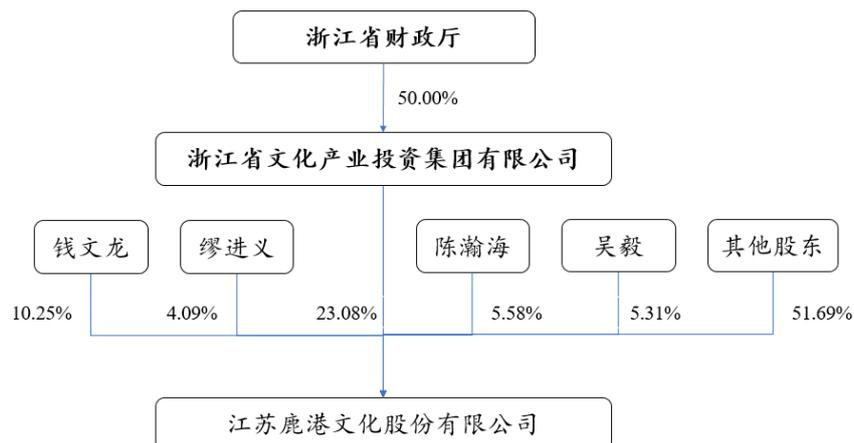 浙江省财政厅
50.00%
浙江省文化产业投资集团有限公司
钱文龙 缪进义 陈瀚海 吴毅 其他股东
10.25% 4.09% 23.08% 5.58% 5.31% 51.69%
江苏鹿港文化股份有限公司